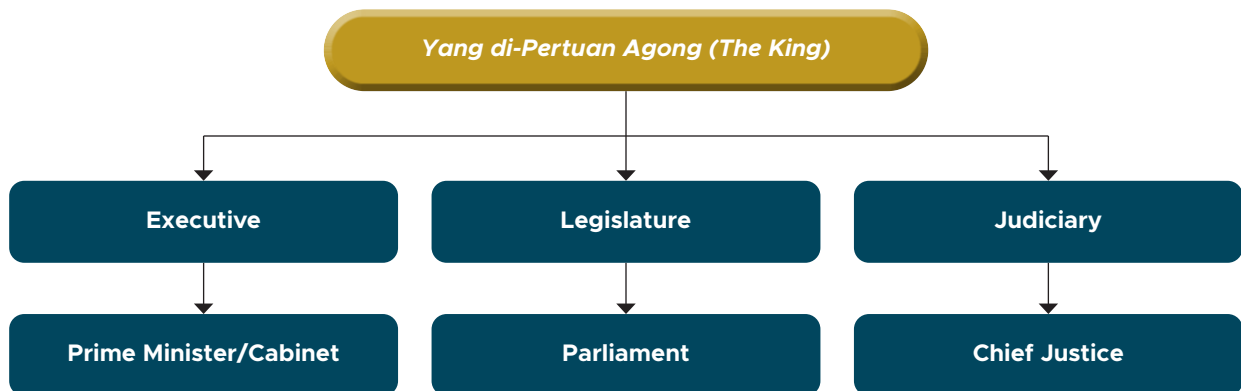 Yang di-Pertuan Agong (The King)
Executive
Legislature
Judiciary
Prime Minister/Cabinet
Parliament
Chief Justice